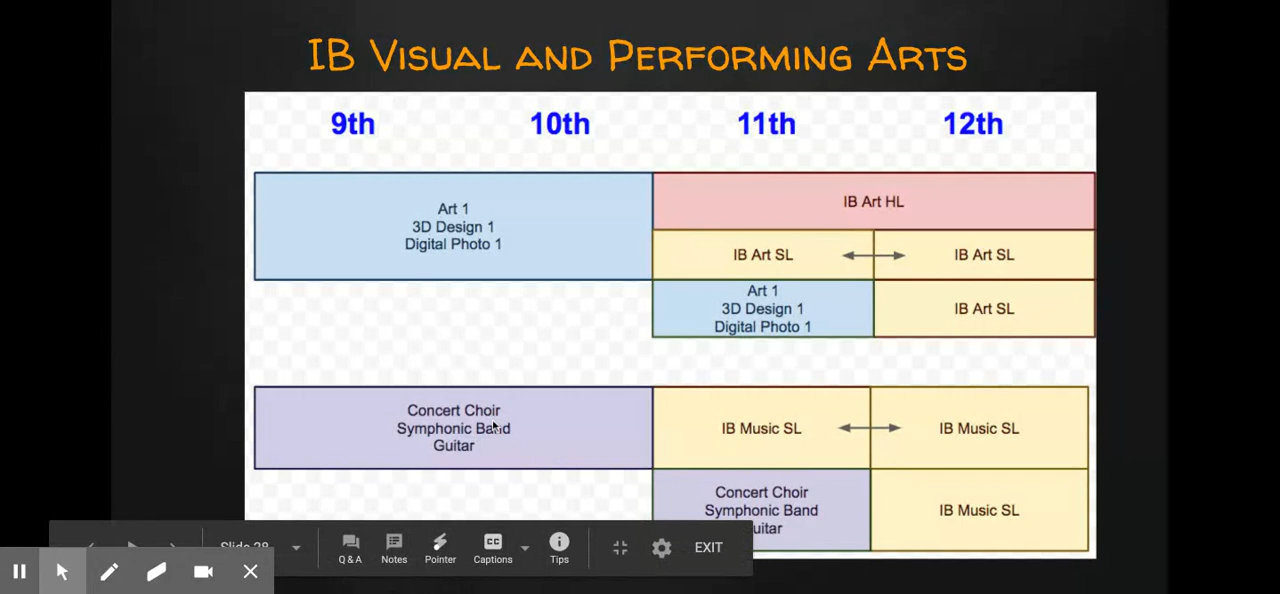 IB Visual and Performing Arts
9th 10th 11th 12th
Art 1
3D Design 1
Digital Photo 1
IB Art HL
IB Art SL
IB Art SL
Art 1
3D Design 1
Digital Photo 1
IB Art SL
Concert Choir
Symphonic Band
Guitar
IB Music SL
IB Music SL
Concert Choir
Symphonic Band
IB Music SL
Slide 28
Q & A
Notes
Pointer
Captions
Tips
EXIT